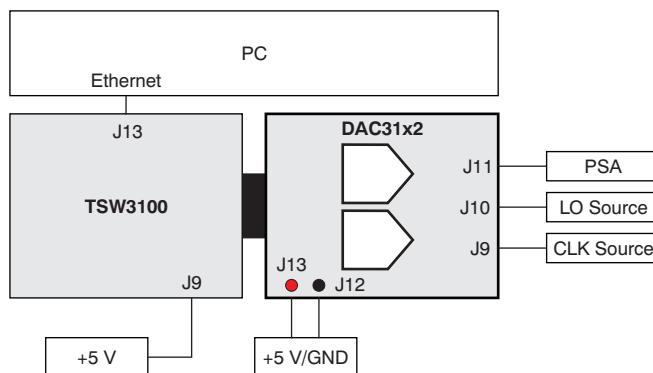 PC
Ethernet
J13
DAC31x2
J11
PSA
TSW3100
J10
LO Source
J9
CLK Source
J13
J9
J12
+5 V
+5 V/GND